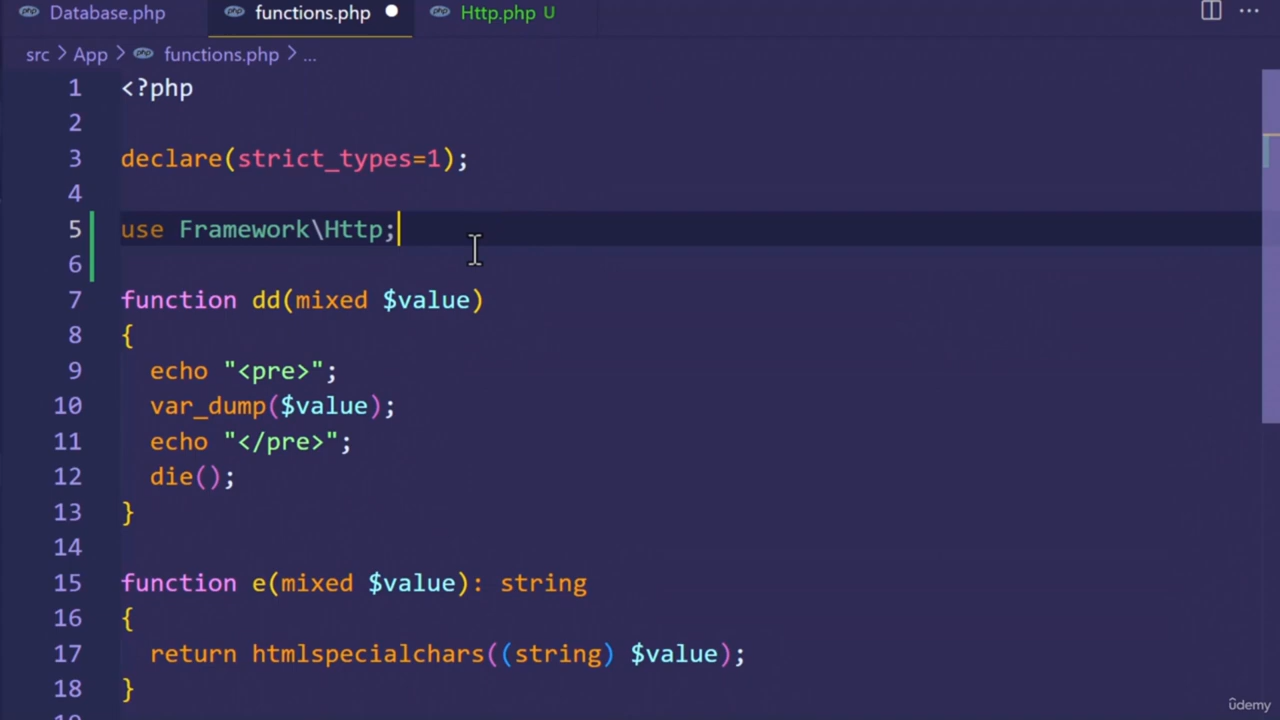 Database.php functions.php Http.php U
src > App > functions.php > ...
1 <?php
2
3 declare(strict_types=1);
4
5 use Framework\Http;
6
7 function dd(mixed $value)
8 {
9 echo "<pre>";
10 var_dump($value);
11 echo "</pre>";
12 die();
13 }
14
15 function e(mixed $value): string
16 {
17 return htmlspecialchars((string) $value);
18 }
ûdemy